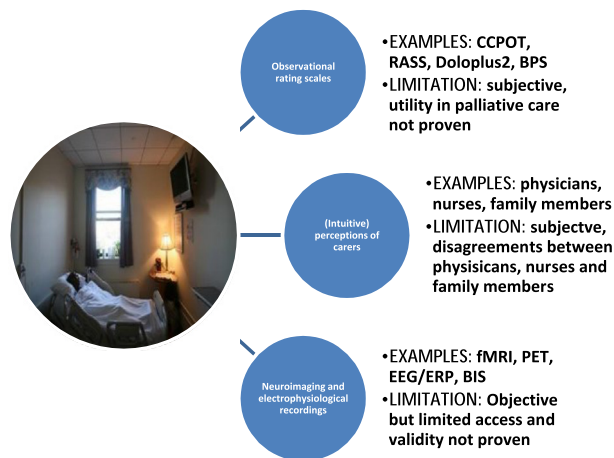 Observational
rating scales
•EXAMPLES: CCPOT,
RASS, Doloplus2, BPS
•LIMITATION: subjective,
utility in palliative care
not proven
(Intuitive)
perceptions of
carers
•EXAMPLES: physicians,
nurses, family members
•LIMITATION: subjectve,
disagreements between
physisicans, nurses and
family members
Neuroimaging and
electrophysiological
recordings
•EXAMPLES: fMRI, PET,
EEG/ERP, BIS
•LIMITATION: Objective
but limited access and
validity not proven